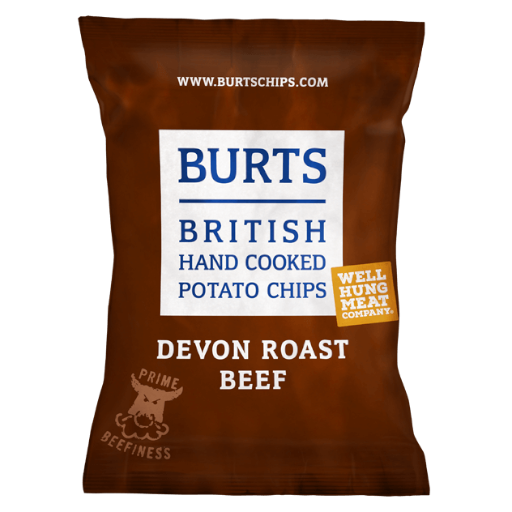 WWW.BURTSCHIPS.COM
BURTS
BRITISH
HAND COOKED
POTATO CHIPS
WELL
HUNG
MEAT
COMPANY®
DEVON ROAST
BEEF
PRIME
BEEFINESS